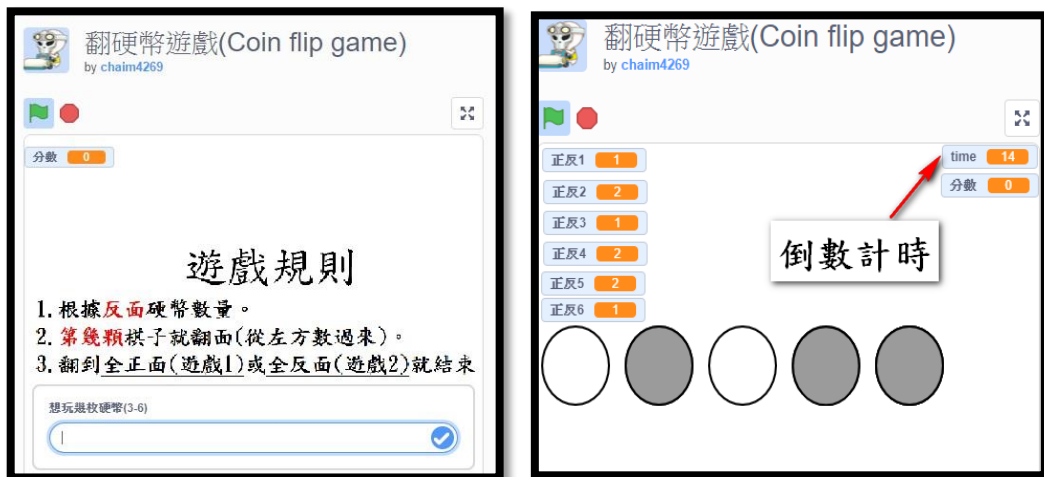 翻硬幣遊戲(Coin flip game)
by chaim4269
分數 0
遊戲規則
1. 根據反面硬幣數量。
2. 第幾顆棋子就翻面(從左方數過來)。
3. 翻到全正面(遊戲1)或全反面(遊戲2)就結束
想玩幾枚硬幣(3-6)
翻硬幣遊戲(Coin flip game)
by chaim4269
正反1 1
time 14
正反2 2
分數 0
正反3 1
正反4 2
倒數計時
正反5 2
正反6 1